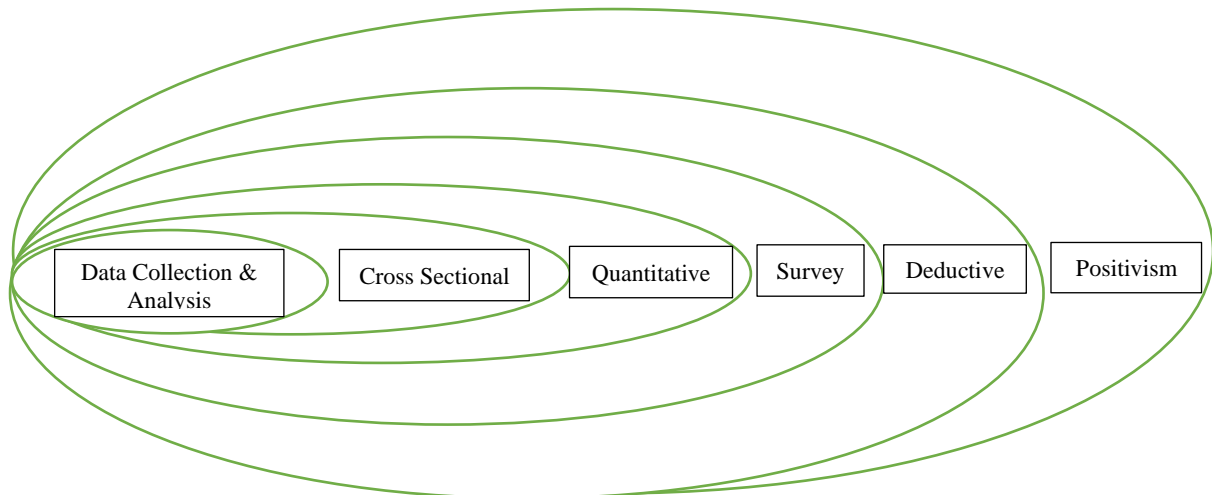 Data Collection &
Analysis
Cross Sectional
Quantitative
Survey
Deductive
Positivism